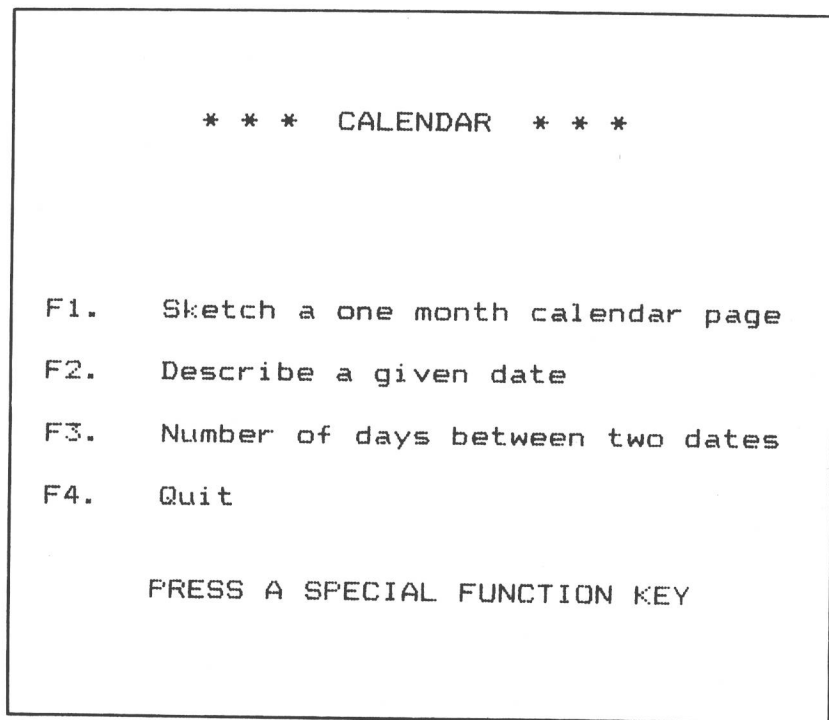 * * * CALENDAR * * *
F1. Sketch a one month calendar page
F2. Describe a given date
F3. Number of days between two dates
F4. Quit
PRESS A SPECIAL FUNCTION KEY